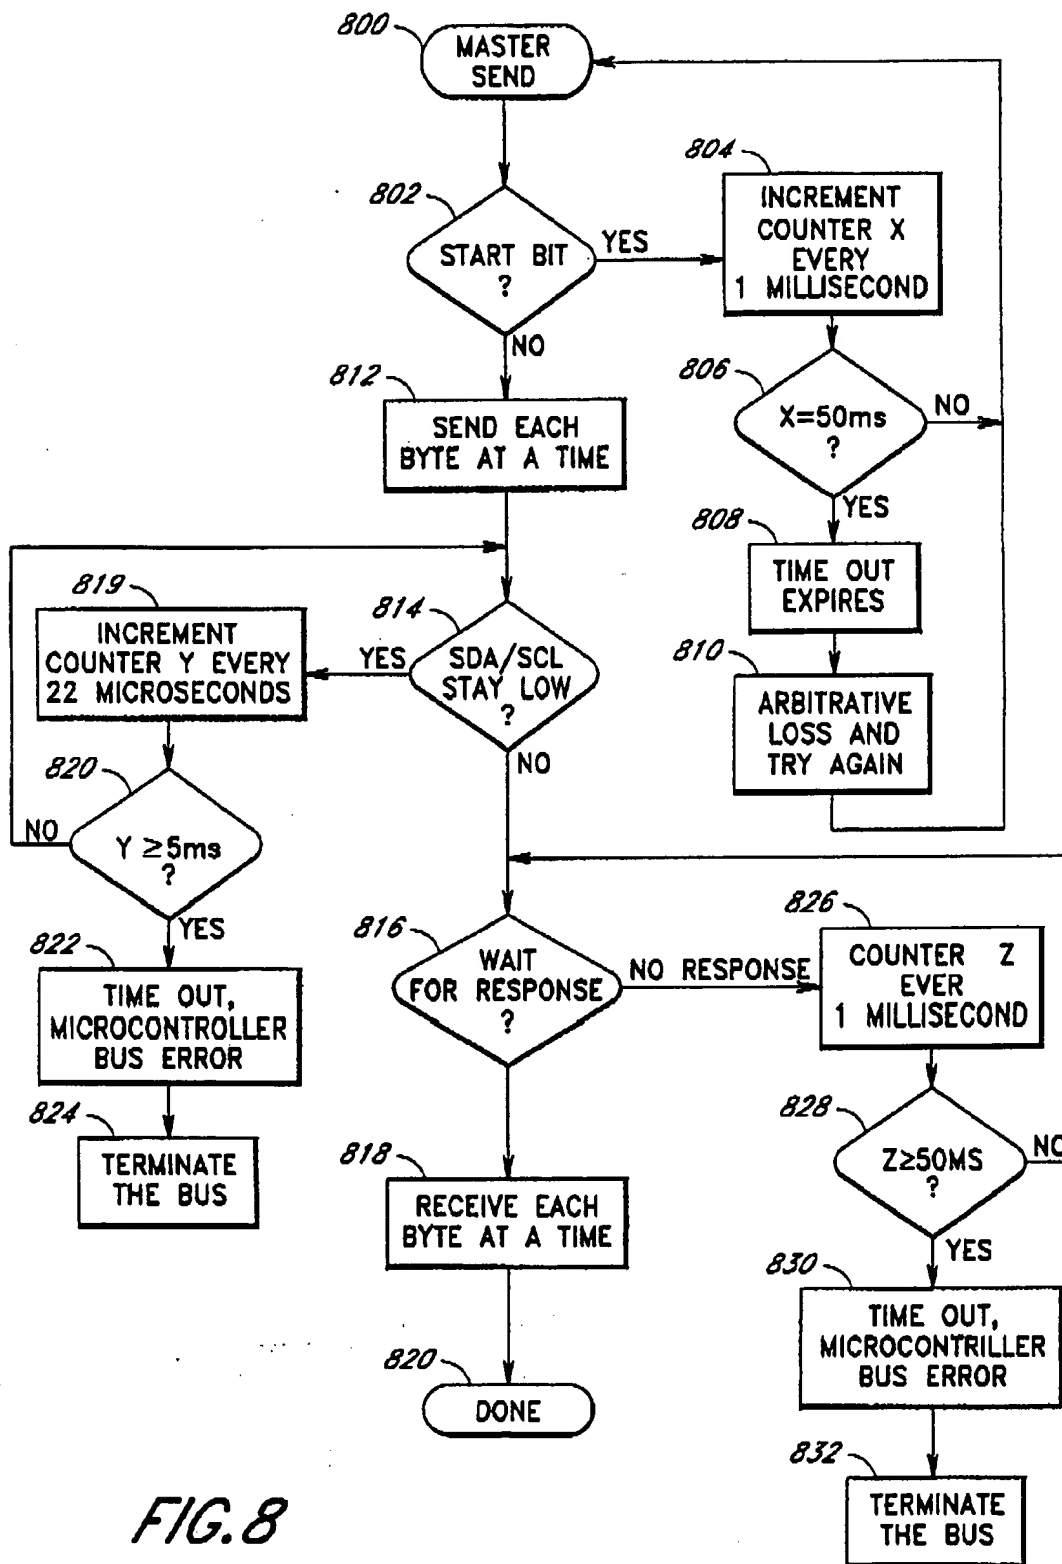 800
MASTER
SEND
802
START BIT
?
YES
NO
804
INCREMENT
COUNTER X
EVERY
1 MILLISECOND
806
X=50ms
?
NO
YES
808
TIME OUT
EXPIRES
810
ARBITRATIVE
LOSS AND
TRY AGAIN
812
SEND EACH
BYTE AT A TIME
814
SDA/SCL
STAY LOW
?
YES
NO
819
INCREMENT
COUNTER Y EVERY
22 MICROSECONDS
820
Y ≥5ms
?
NO
YES
822
TIME OUT,
MICROCONTROLLER
BUS ERROR
824
TERMINATE
THE BUS
816
WAIT
FOR RESPONSE
?
NO RESPONSE
826
COUNTER Z
EVER
1 MILLISECOND
828
Z≥50MS
?
NO
YES
830
TIME OUT,
MICROCONTRILLER
BUS ERROR
832
TERMINATE
THE BUS
818
RECEIVE EACH
BYTE AT A TIME
820
DONE
FIG.8